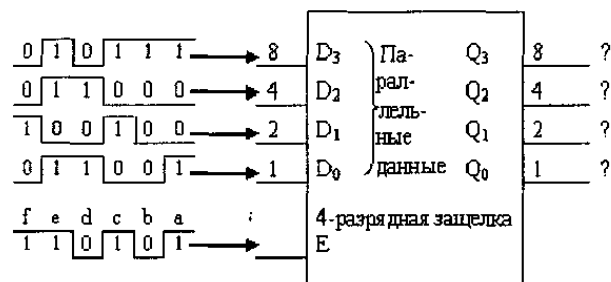 0 1 0 1 1 1 8 D3 Па- Q3 8 ?
0 1 1 0 0 0 4 D2 рал- Q2 4 ?
лель-
1 0 0 1 0 0 2 D1 ные Q1 2 ?
0 1 1 0 0 1 1 D0 данные Q0 1 ?
f e d c b a 4-разрядная защелка
1 1 0 1 0 1 E